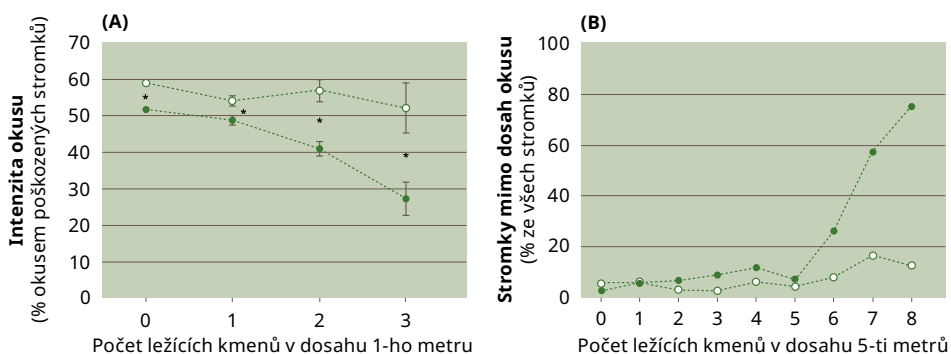 (A)
Intenzita okusu
(% okusem poškozených stromků)
70
60
50
40
30
20
10
0
* * * *
0 1 2 3
Počet ležících kmenů v dosahu 1-ho metru
(B)
Stromky mimo dosah okusu
(% ze všech stromků)
100
80
60
40
20
0
0 1 2 3 4 5 6 7 8
Počet ležících kmenů v dosahu 5-ti metrů